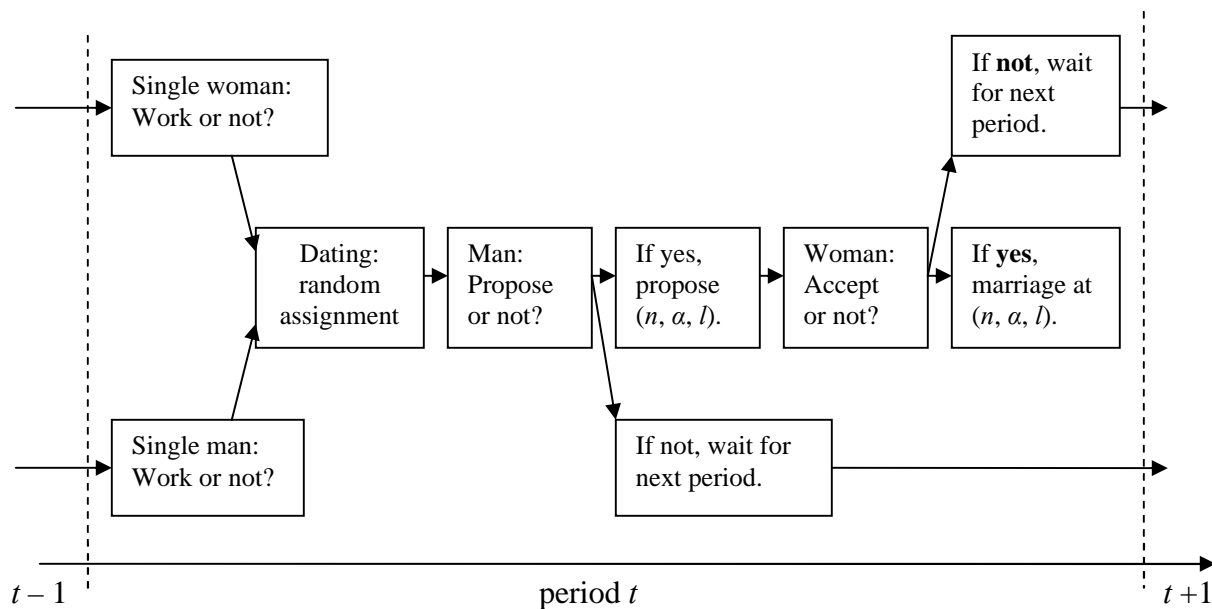 Single woman:
Work or not?
If not, wait
for next
period.
Dating:
random
assignment
Man:
Propose
or not?
If yes,
propose
(n, α, l).
Woman:
Accept
or not?
If yes,
marriage at
(n, α, l).
Single man:
Work or not?
If not, wait for
next period.
t – 1
period t
t +1